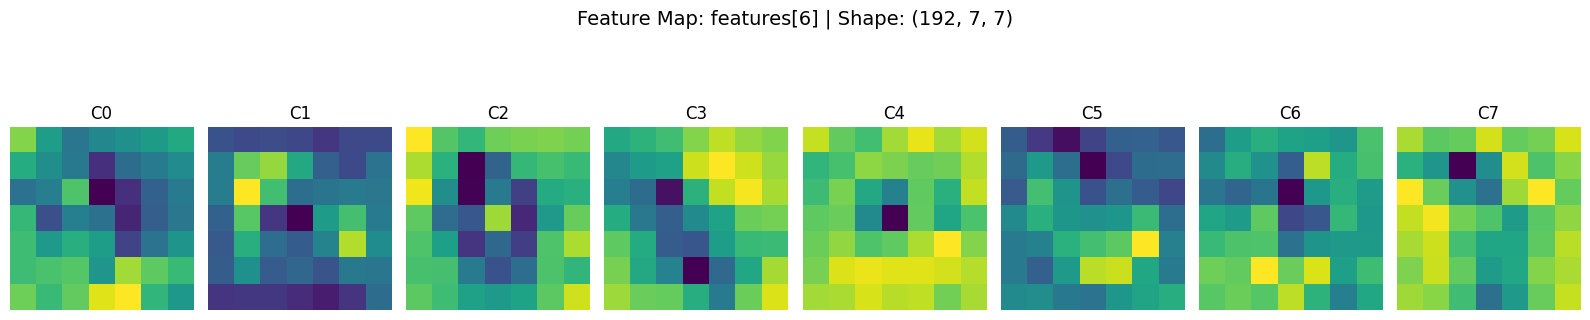 Feature Map: features[6] | Shape: (192, 7, 7)
C0 C1 C2 C3 C4 C5 C6 C7